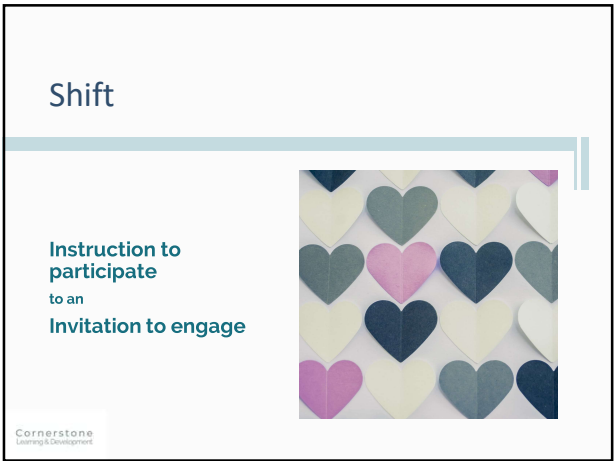 Shift
Instruction to
participate
to an
Invitation to engage
Cornerstone
Learning & Development